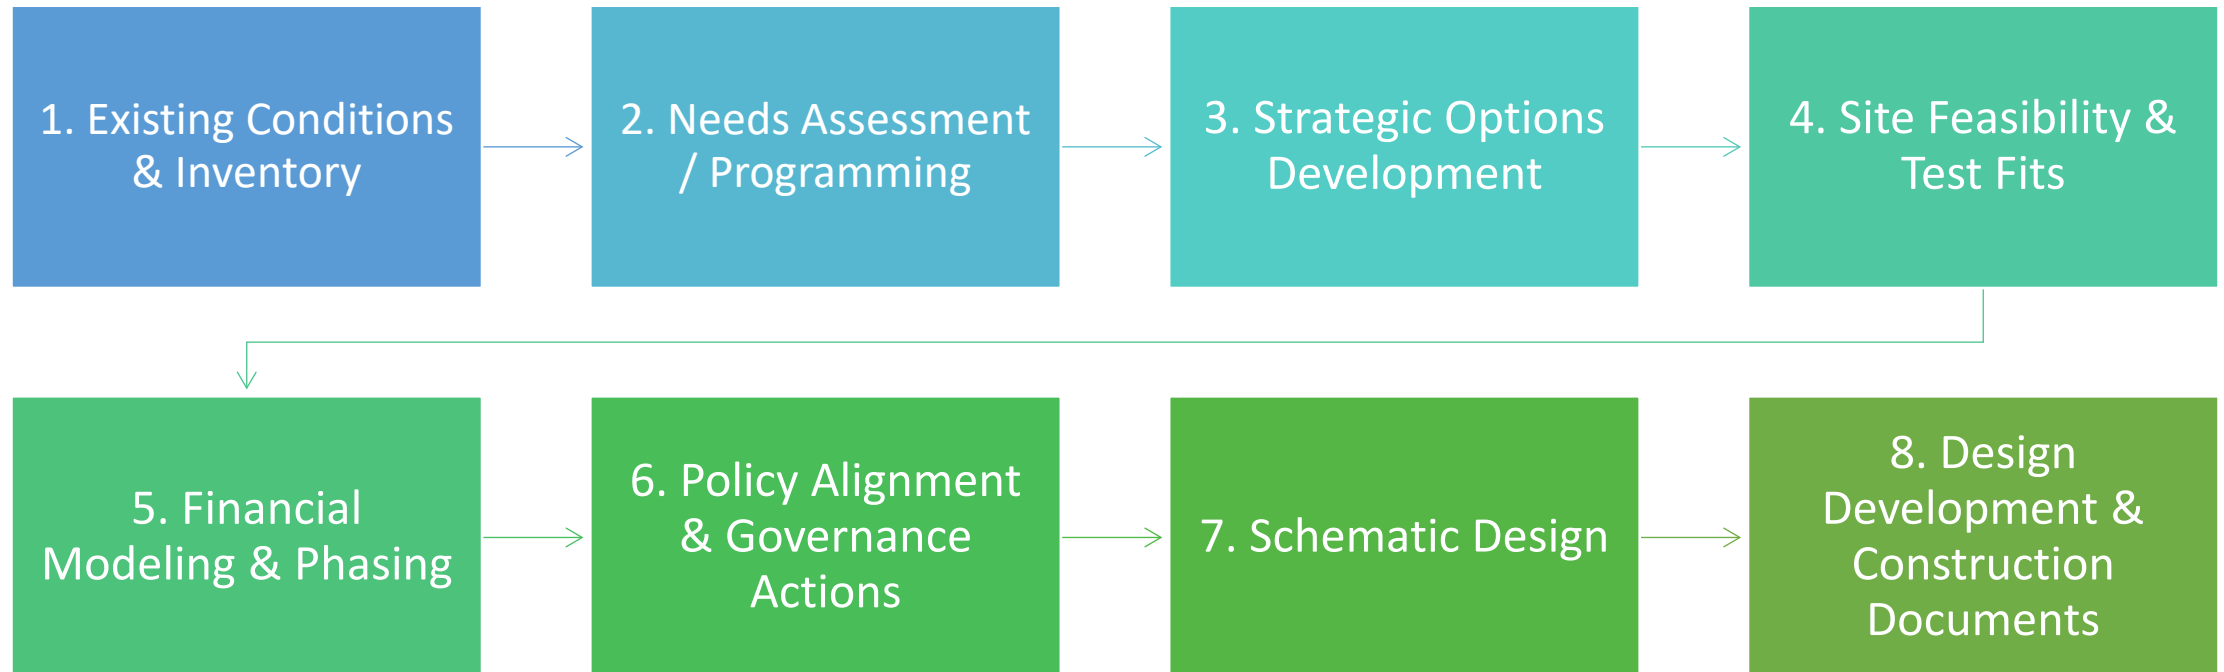 1. Existing Conditions
& Inventory
2. Needs Assessment
/ Programming
3. Strategic Options
Development
4. Site Feasibility &
Test Fits
5. Financial
Modeling & Phasing
6. Policy Alignment
& Governance
Actions
7. Schematic Design
8. Design
Development &
Construction
Documents